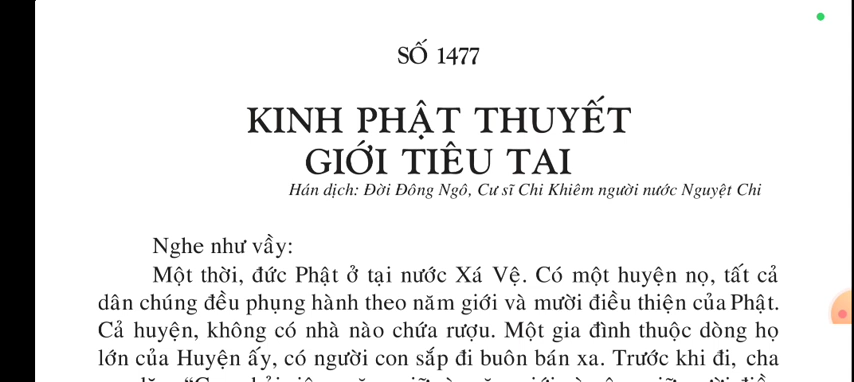 SỐ 1477
KINH PHẬT THUYẾT
GIỚI TIÊU TAI
Hán dịch: Đời Đông Ngô, Cư sĩ Chi Khiêm người nước Nguyệt Chi
Nghe như vầy:
Một thời, đức Phật ở tại nước Xá Vệ. Có một huyện nọ, tất cả
dân chúng đều phụng hành theo năm giới và mười điều thiện của Phật.
Cả huyện, không có nhà nào chứa rượu. Một gia đình thuộc dòng họ
lớn của Huyện ấy, có người con sắp đi buôn bán xa. Trước khi đi, cha